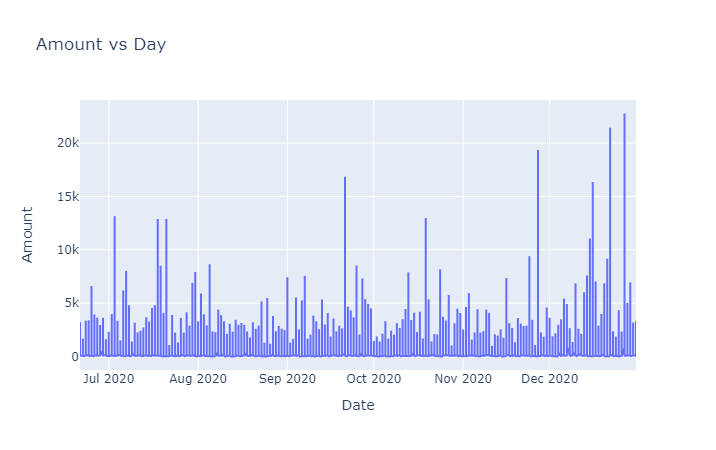 Amount vs Day
20k
15k
10k
5k
0
Amount
Jul 2020
Aug 2020
Sep 2020
Oct 2020
Nov 2020
Dec 2020
Date